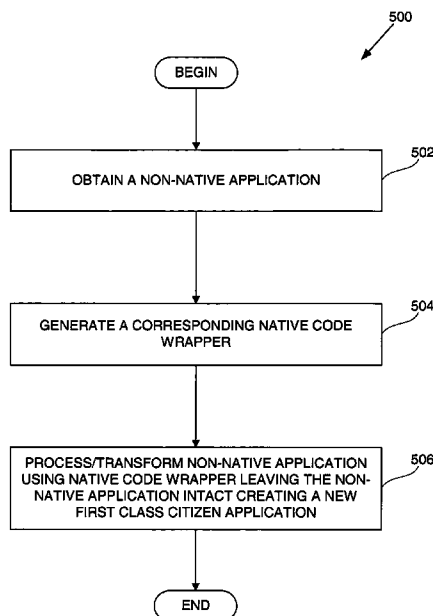 500
BEGIN
502
OBTAIN A NON-NATIVE APPLICATION
504
GENERATE A CORRESPONDING NATIVE CODE
WRAPPER
506
PROCESS/TRANSFORM NON-NATIVE APPLICATION
USING NATIVE CODE WRAPPER LEAVING THE NON-
NATIVE APPLICATION INTACT CREATING A NEW
FIRST CLASS CITIZEN APPLICATION
END